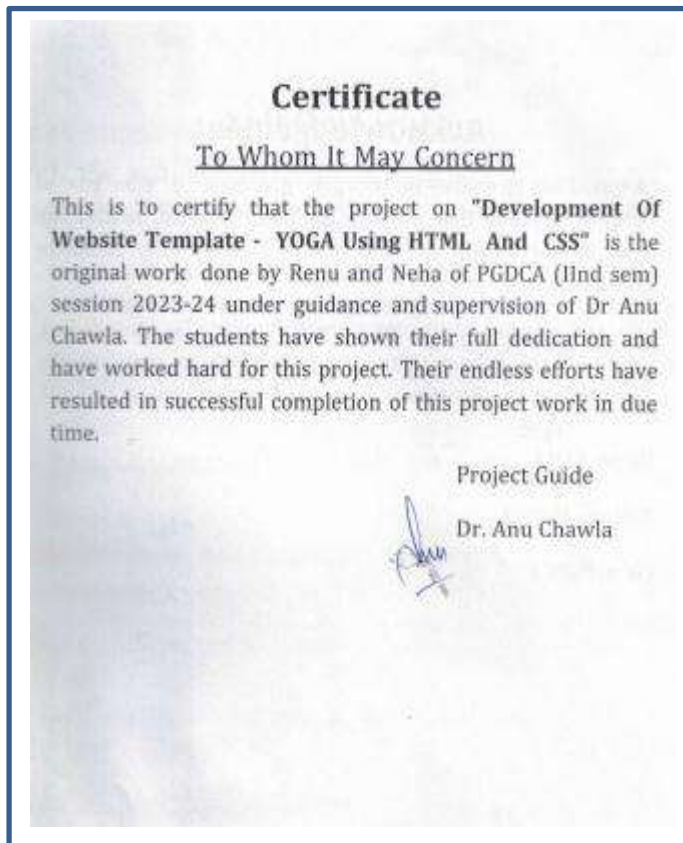 Certificate
To Whom It May Concern
This is to certify that the project on "Development Of
Website Template - YOGA Using HTML And CSS" is the
original work done by Renu and Neha of PGDCA (IInd sem)
session 2023-24 under guidance and supervision of Dr Anu
Chawla. The students have shown their full dedication and
have worked hard for this project. Their endless efforts have
resulted in successful completion of this project work in due
time.
Project Guide
Dr. Anu Chawla